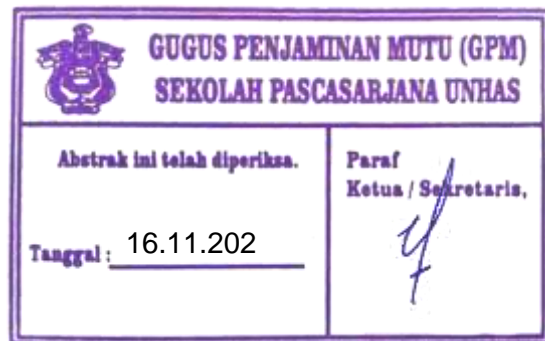 GUGUS PENJAMINAN MUTU (GPM)
SEKOLAH PASCASARJANA UNHAS
Abstrak ini telah diperiksa.
Tanggal : 16.11.202
Paraf
Ketua / Sekretaris,